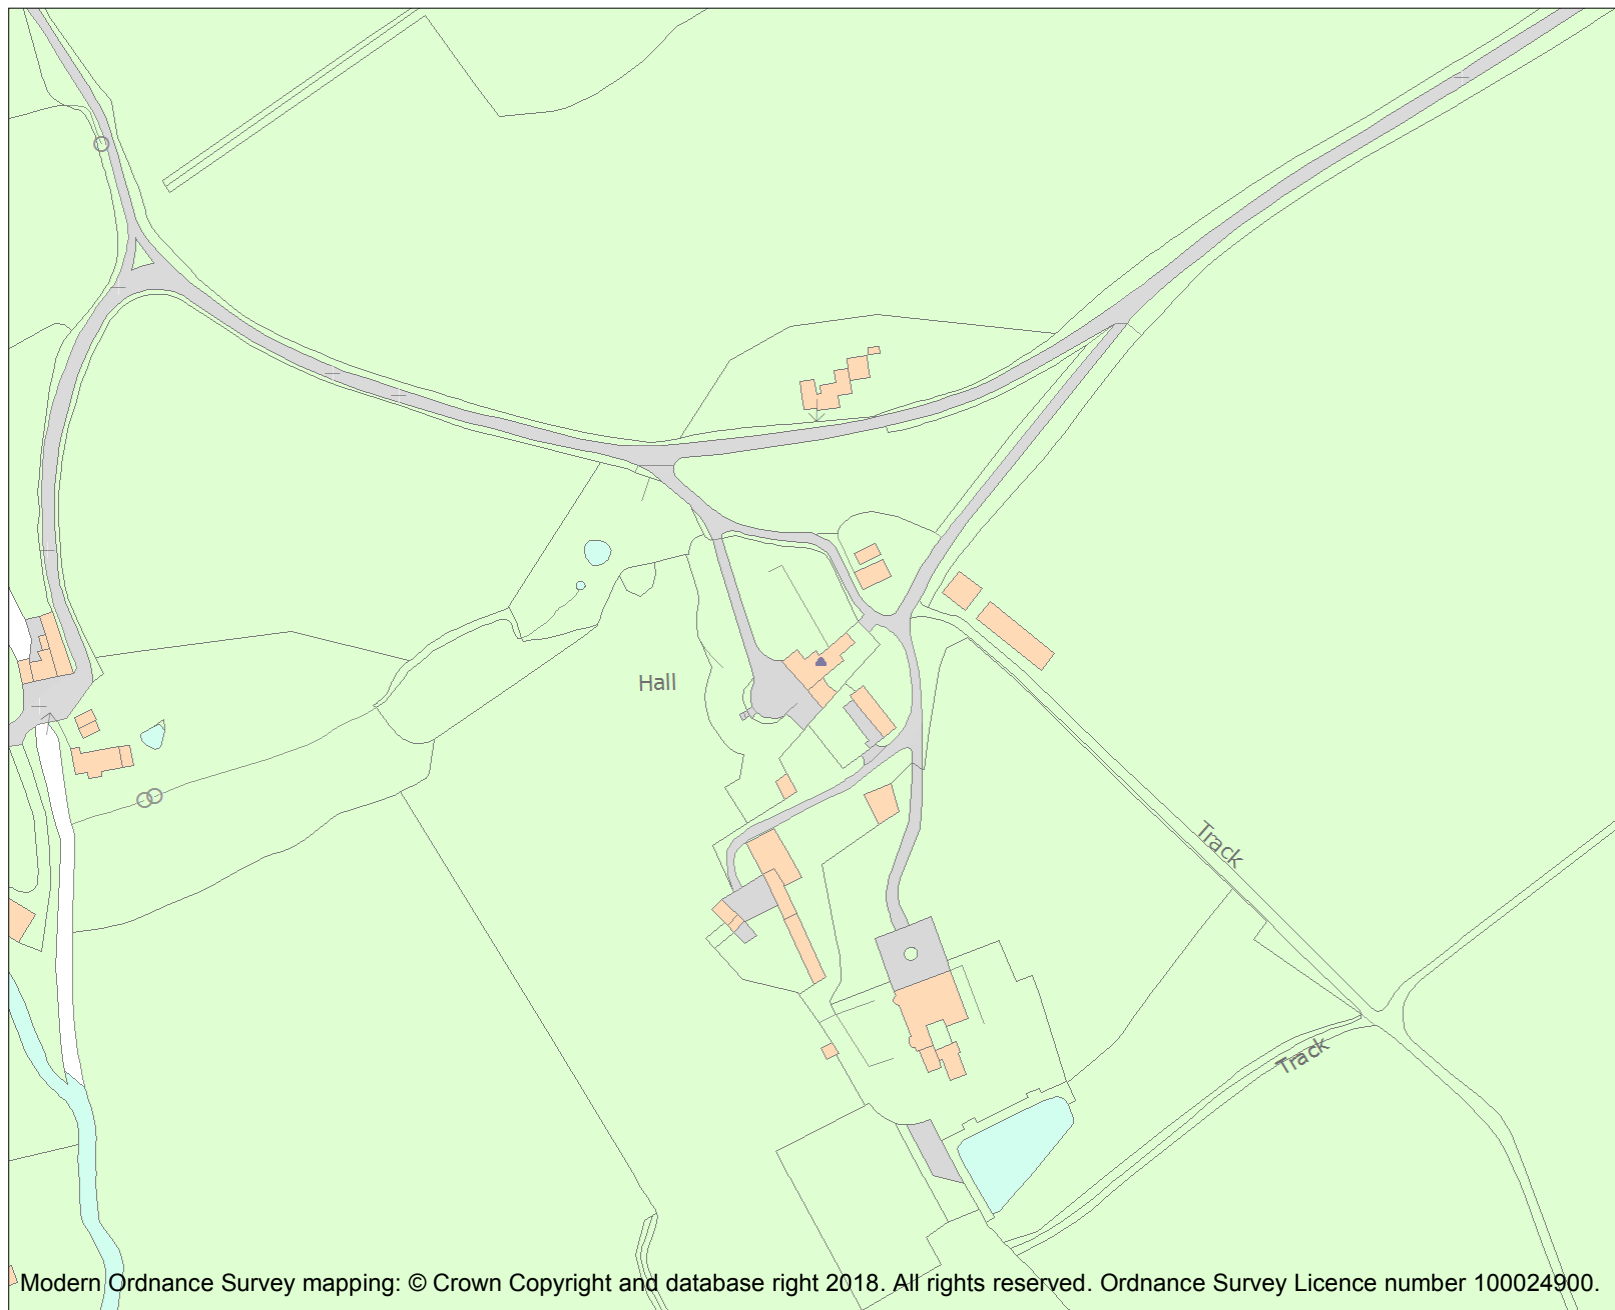 Hall
Track
Track
Modern Ordnance Survey mapping: © Crown Copyright and database right 2018. All rights reserved. Ordnance Survey Licence number 100024900.